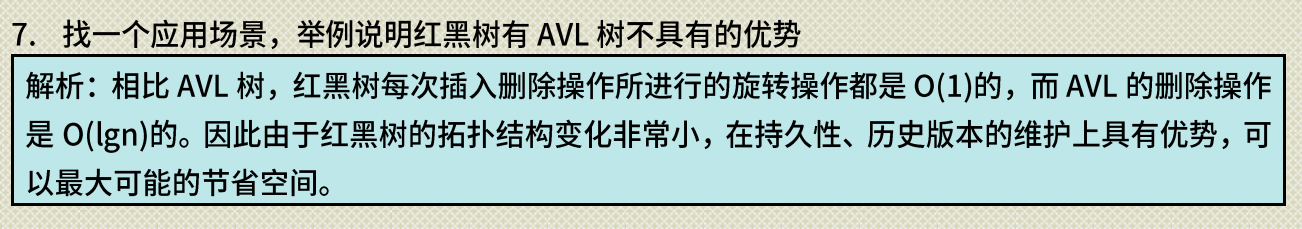 7. 找一个应用场景，举例说明红黑树有 AVL 树不具有的优势
解析：相比 AVL 树，红黑树每次插入删除操作所进行的旋转操作都是 O(1)的，而 AVL 的删除操作
是 O(lgn)的。因此由于红黑树的拓扑结构变化非常小，在持久性、历史版本的维护上具有优势，可
以最大可能的节省空间。